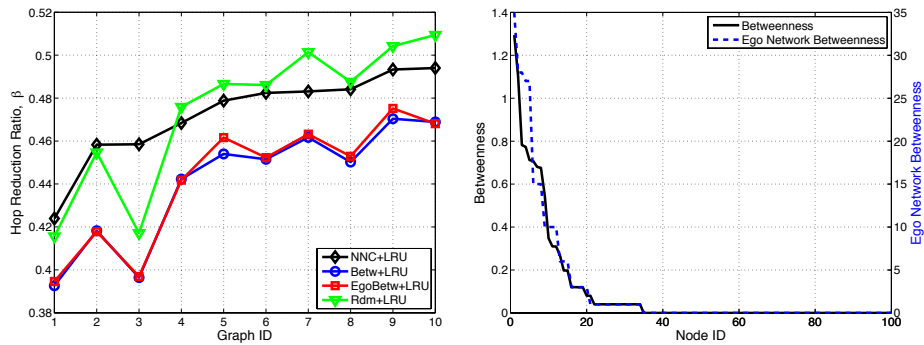 0.52
0.5
0.48
0.46
0.44
0.42
0.4
0.38
Hop Reduction Ratio, β
1 2 3 4 5 6 7 8 9 10
Graph ID
NNC+LRU
Betw+LRU
EgoBetw+LRU
Rdm+LRU
1.4
1.2
1
0.8
0.6
0.4
0.2
0
Betweenness
0 20 40 60 80 100
Node ID
Betweenness
Ego Network Betweenness
35
30
25
20
15
10
5
0
Ego Network Betweenness